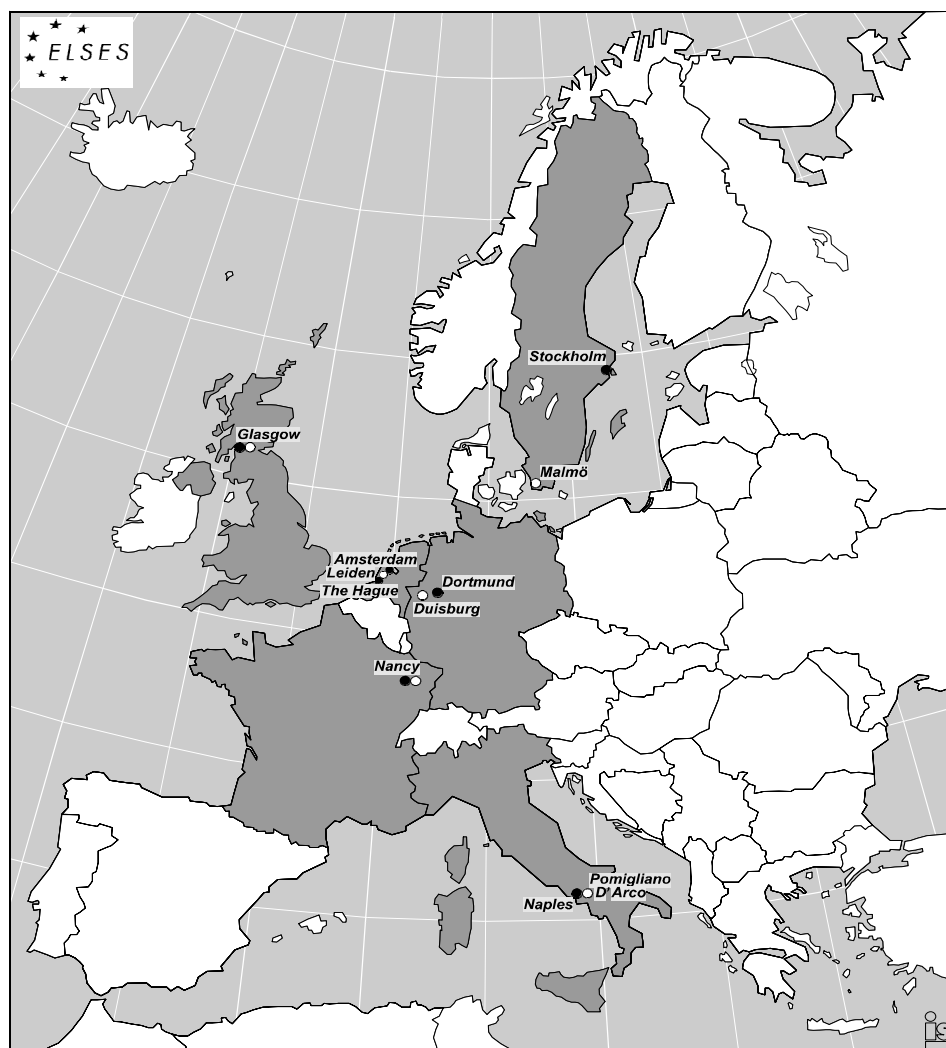 ELSES
Stockholm
Glasgow
Malmö
Amsterdam
Leiden
The Hague
Dortmund
Duisburg
Nancy
Pomigliano
D'Arco
Naples